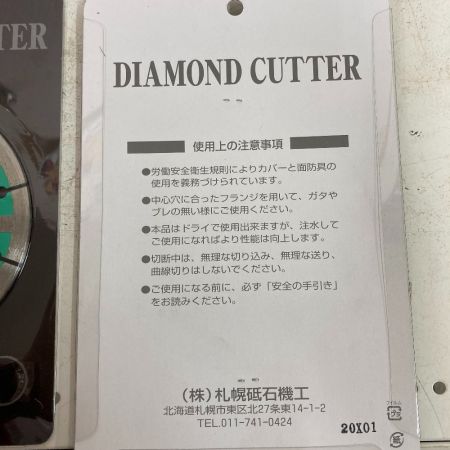 UTTER
DIAMOND CUTTER
使用上の注意事項
●労働安全衛生規則によりカバーと面防具の
使用を義務づけられています。
●中心穴に合ったフランジを用いて、ガタや
ブレの無い様にご使用ください。
●本品はドライで使用出来ますが、注水して
ご使用になればより性能は向上します。
●切断中は、無理な切り込み、無理な送り、
曲線切りはしないでください。
●ご使用になる前に、必ず「安全の手引き」
をお読みください。
(株)札幌砥石機工
北海道札幌市東区北27条東14-1-2
TEL.011-741-0424
20X01
フィルム
プラ
紙